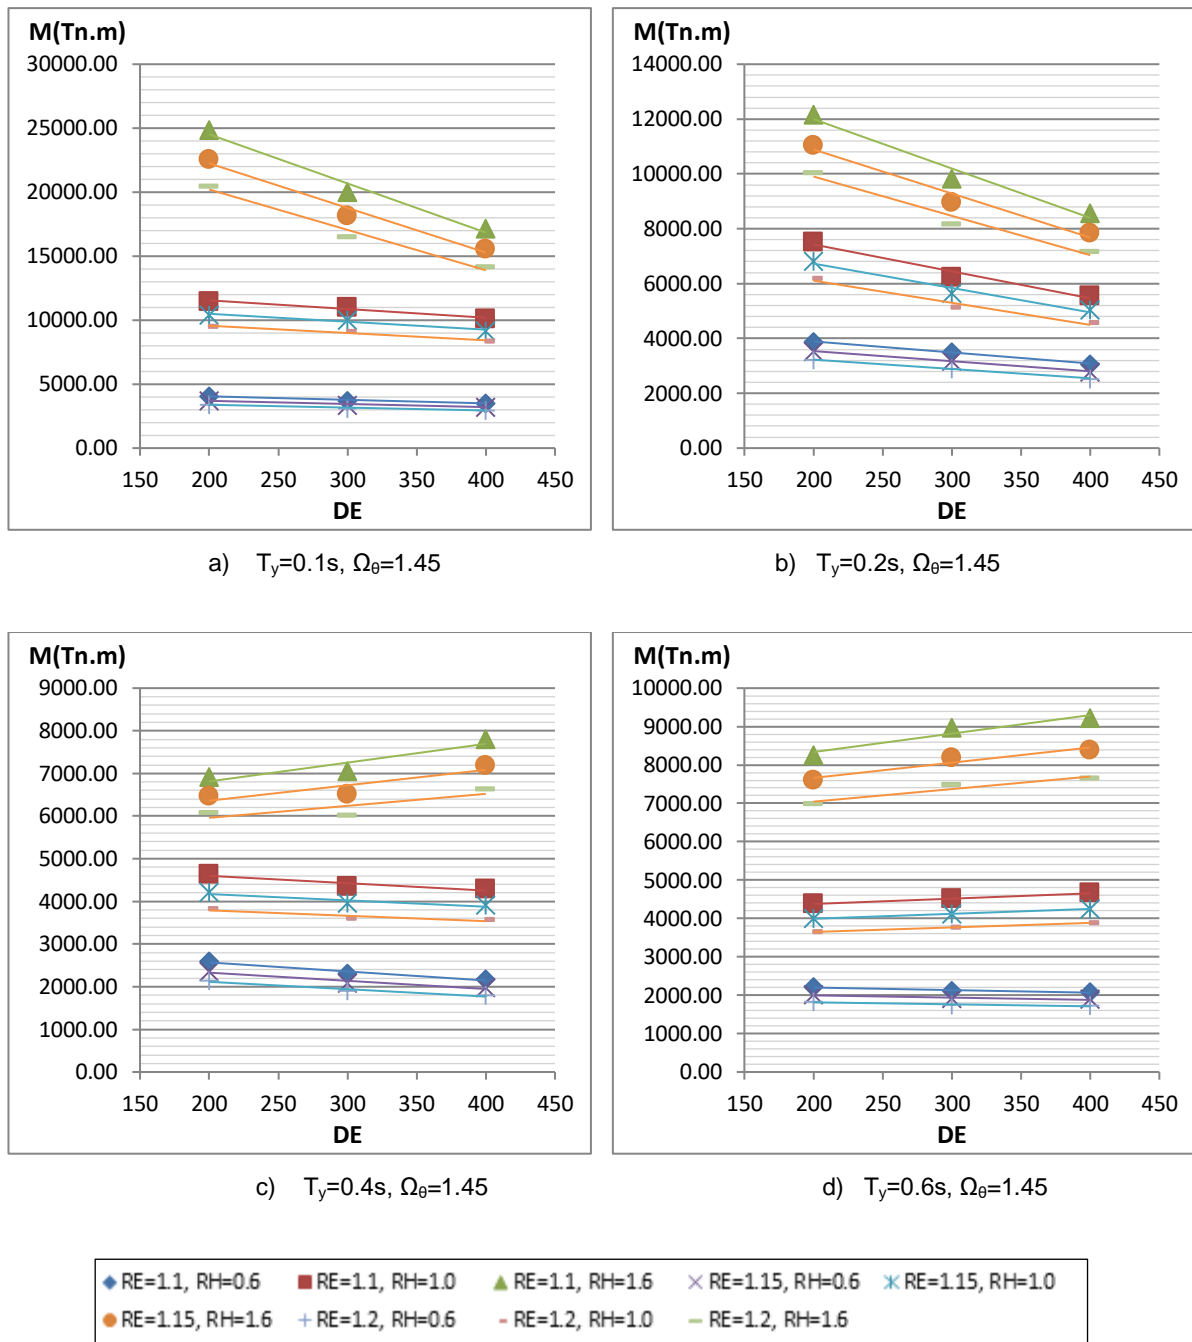 M(Tn.m)
30000.00
25000.00
20000.00
15000.00
10000.00
5000.00
0.00
150 200 250 300 350 400 450
DE
a) Ty=0.1s, Ωθ=1.45
M(Tn.m)
14000.00
12000.00
10000.00
8000.00
6000.00
4000.00
2000.00
0.00
150 200 250 300 350 400 450
DE
b) Ty=0.2s, Ωθ=1.45
M(Tn.m)
9000.00
8000.00
7000.00
6000.00
5000.00
4000.00
3000.00
2000.00
1000.00
0.00
150 200 250 300 350 400 450
DE
c) Ty=0.4s, Ωθ=1.45
M(Tn.m)
10000.00
9000.00
8000.00
7000.00
6000.00
5000.00
4000.00
3000.00
2000.00
1000.00
0.00
150 200 250 300 350 400 450
DE
d) Ty=0.6s, Ωθ=1.45
RE=1.1, RH=0.6 RE=1.1, RH=1.0 RE=1.1, RH=1.6 RE=1.15, RH=0.6 RE=1.15, RH=1.0
RE=1.15, RH=1.6 RE=1.2, RH=0.6 RE=1.2, RH=1.0 RE=1.2, RH=1.6